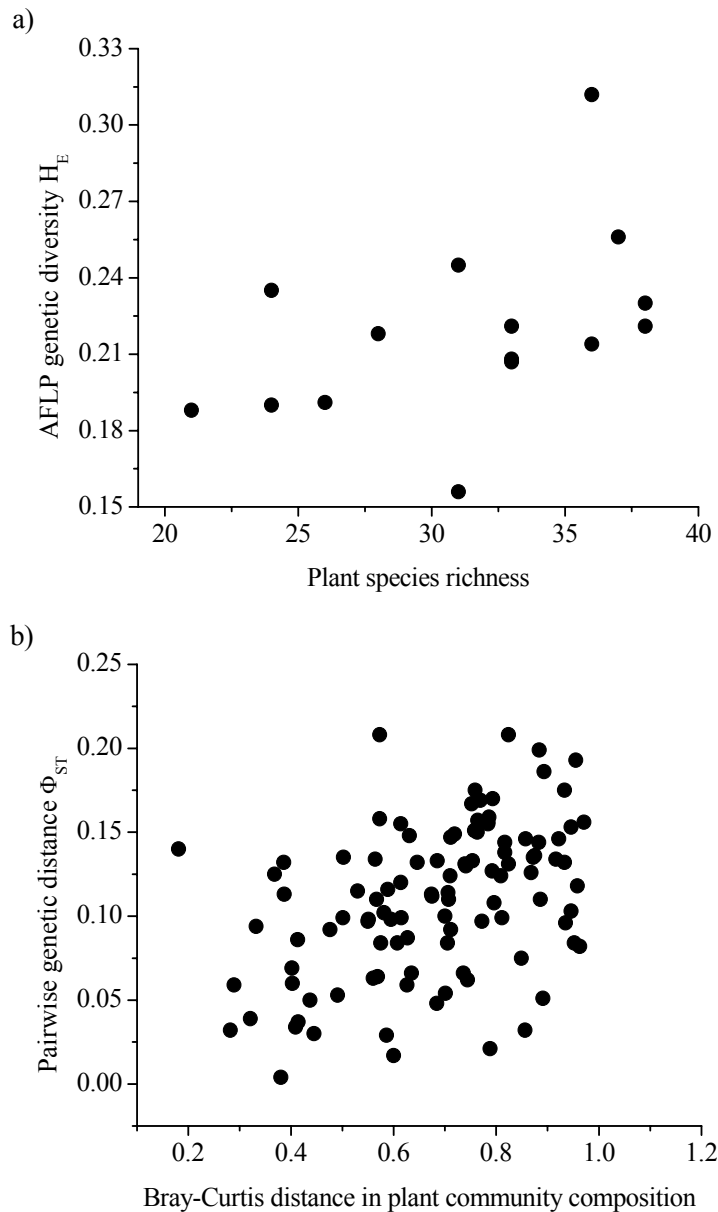 a)
0.33
0.30
0.27
0.24
0.21
0.18
0.15
AFLP genetic diversity H_E
20 25 30 35 40
Plant species richness
b)
0.25
0.20
0.15
0.10
0.05
0.00
Pairwise genetic distance Φ_ST
0.2 0.4 0.6 0.8 1.0 1.2
Bray-Curtis distance in plant community composition